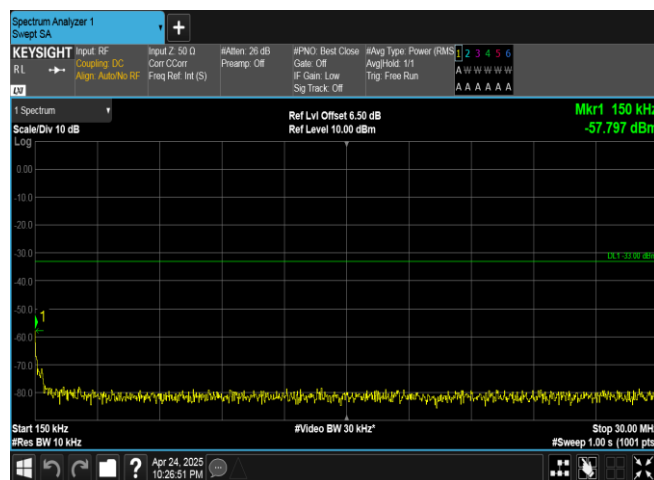 Spectrum Analyzer 1
Swept SA
+
KEYSIGHT Input: RF Input Z: 50 Ω #Atten: 26 dB #PNO: Best Close #Avg Type: Power (RMS 1 2 3 4 5 6
RL Coupling: DC Corr CCorr Preamp: Off Gate: Off Avg|Hold: 1/1
Align: Auto/No RF Freq Ref: Int (S) IF Gain: Low Trig: Free Run A W W W W W
LXI Sig Track: Off A A A A A A
1 Spectrum Ref Lvl Offset 6.50 dB Mkr1 150 kHz
Scale/Div 10 dB Ref Level 10.00 dBm -57.797 dBm
Log
0.00
-10.0
-20.0
-30.0
DL1 -33.00 dBm
-40.0
-50.0
1
-60.0
-70.0
-80.0
Start 150 kHz #Video BW 30 kHz* Stop 30.00 MHz
#Res BW 10 kHz #Sweep 1.00 s (1001 pts
? Apr 24, 2025
10:26:51 PM